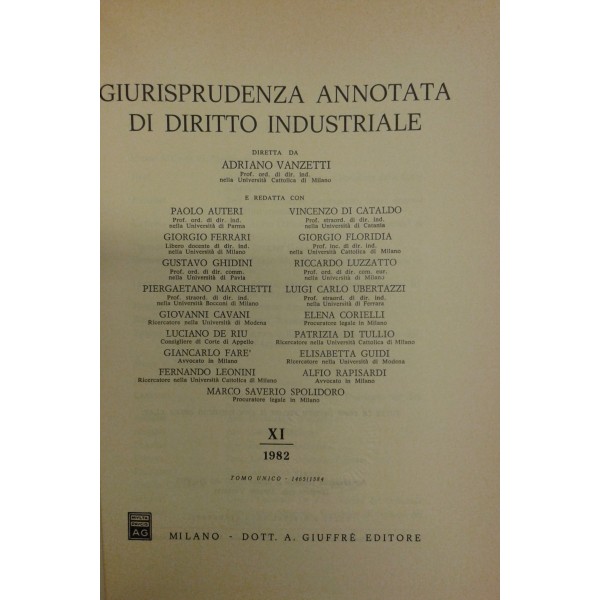 GIURISPRUDENZA ANNOTATA
DI DIRITTO INDUSTRIALE
DIRETTA DA
ADRIANO VANZETTI
Prof. ord. di dir. ind.
nella Università Cattolica di Milano
E REDATTA CON
PAOLO AUTERI
Prof. ord. di dir. ind.
nella Università di Parma
VINCENZO DI CATALDO
Prof. straord. di dir. ind.
nella Università di Catania
GIORGIO FERRARI
Libero docente di dir. ind.
nella Università di Milano
GIORGIO FLORIDIA
Prof. inc. di dir. ind.
nella Università Cattolica di Milano
GUSTAVO GHIDINI
Prof. ord. di dir. comm.
nella Università di Pavia
RICCARDO LUZZATTO
Prof. ord. di dir. com. eur.
nella Università di Milano
PIERGAETANO MARCHETTI
Prof. straord. di dir. ind.
nella Università Bocconi di Milano
LUIGI CARLO UBERTAZZI
Prof. straord. di dir. ind.
nella Università di Ferrara
GIOVANNI CAVANI
Ricercatore nella Università di Modena
ELENA CORIELLI
Procuratore legale in Milano
LUCIANO DE RIU
Consigliere di Corte di Appello
PATRIZIA DI TULLIO
Ricercatore nella Università Cattolica di Milano
GIANCARLO FARE'
Avvocato in Milano
ELISABETTA GUIDI
Ricercatore nella Università di Modena
FERNANDO LEONINI
Ricercatore nella Università Cattolica di Milano
ALFIO RAPISARDI
Avvocato in Milano
MARCO SAVERIO SPOLIDORO
Procuratore legale in Milano
XI
1982
TOMO UNICO - 1465/1584
AG
MILANO - DOTT. A. GIUFFRÈ EDITORE